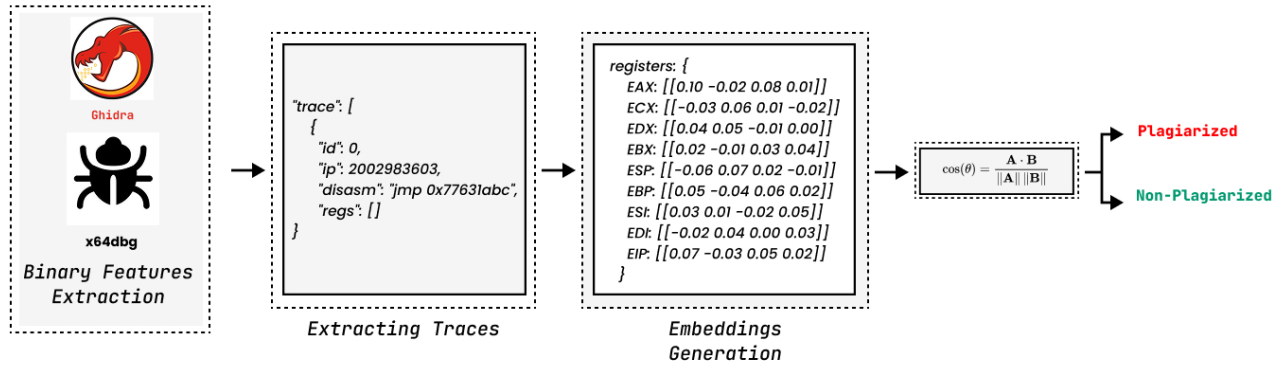 Ghidra
x64dbg
Binary Features
Extraction
"trace": [
{
"id": 0,
"ip": 2002983603,
"disasm": "jmp 0x77631abc",
"regs": []
}
Extracting Traces
registers: {
EAX: [[0.10 -0.02 0.08 0.01]]
ECX: [[-0.03 0.06 0.01 -0.02]]
EDX: [[0.04 0.05 -0.01 0.00]]
EBX: [[0.02 -0.01 0.03 0.04]]
ESP: [[-0.06 0.07 0.02 -0.01]]
EBP: [[0.05 -0.04 0.06 0.02]]
ESI: [[0.03 0.01 -0.02 0.05]]
EDI: [[-0.02 0.04 0.00 0.03]]
EIP: [[0.07 -0.03 0.05 0.02]]
}
Embeddings
Generation
cos(θ) = A · B / ‖A‖ ‖B‖
Plagiarized
Non-Plagiarized